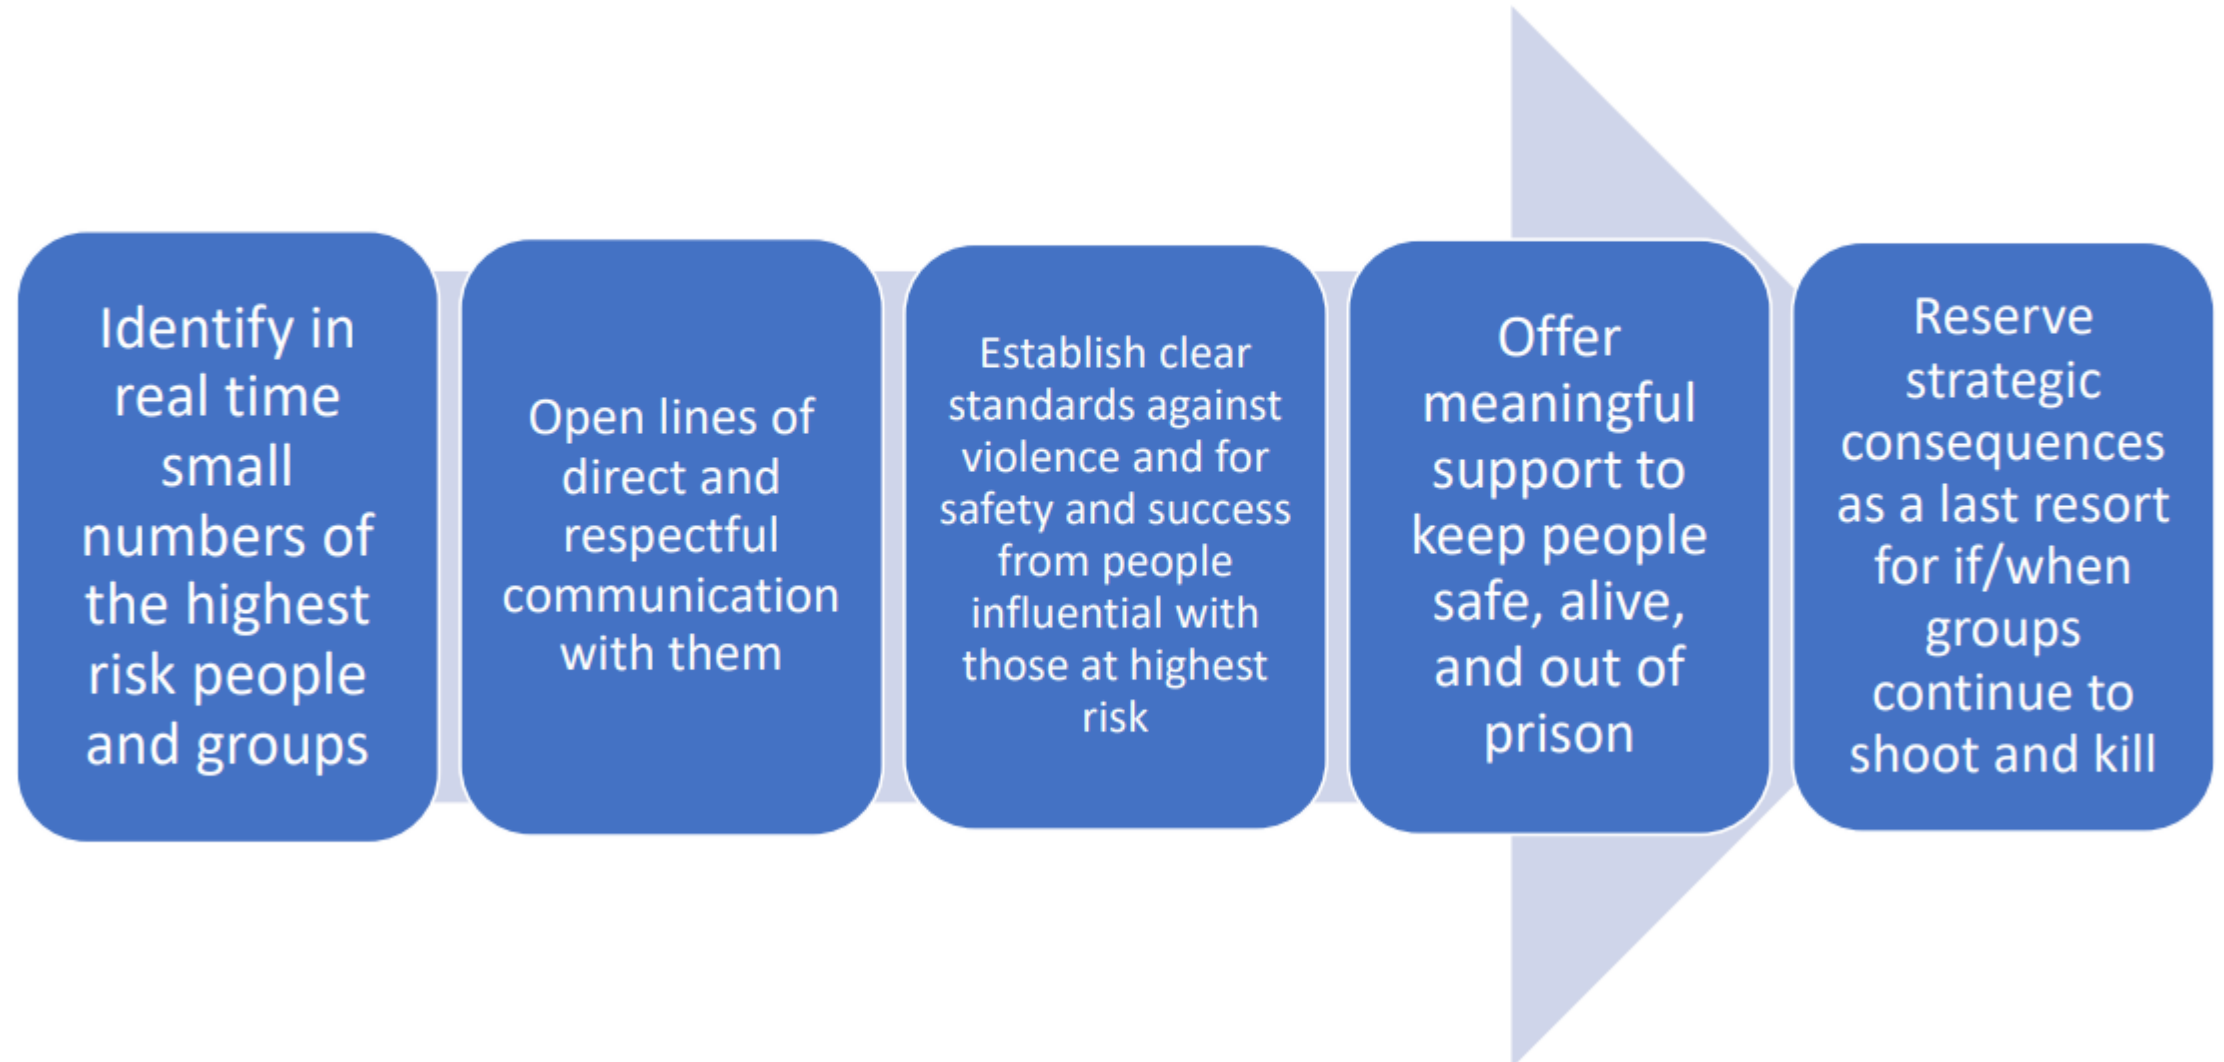 Identify in
real time
small
numbers of
the highest
risk people
and groups
Open lines of
direct and
respectful
communication
with them
Establish clear
standards against
violence and for
safety and success
from people
influential with
those at highest
risk
Offer
meaningful
support to
keep people
safe, alive,
and out of
prison
Reserve
strategic
consequences
as a last resort
for if/when
groups
continue to
shoot and kill